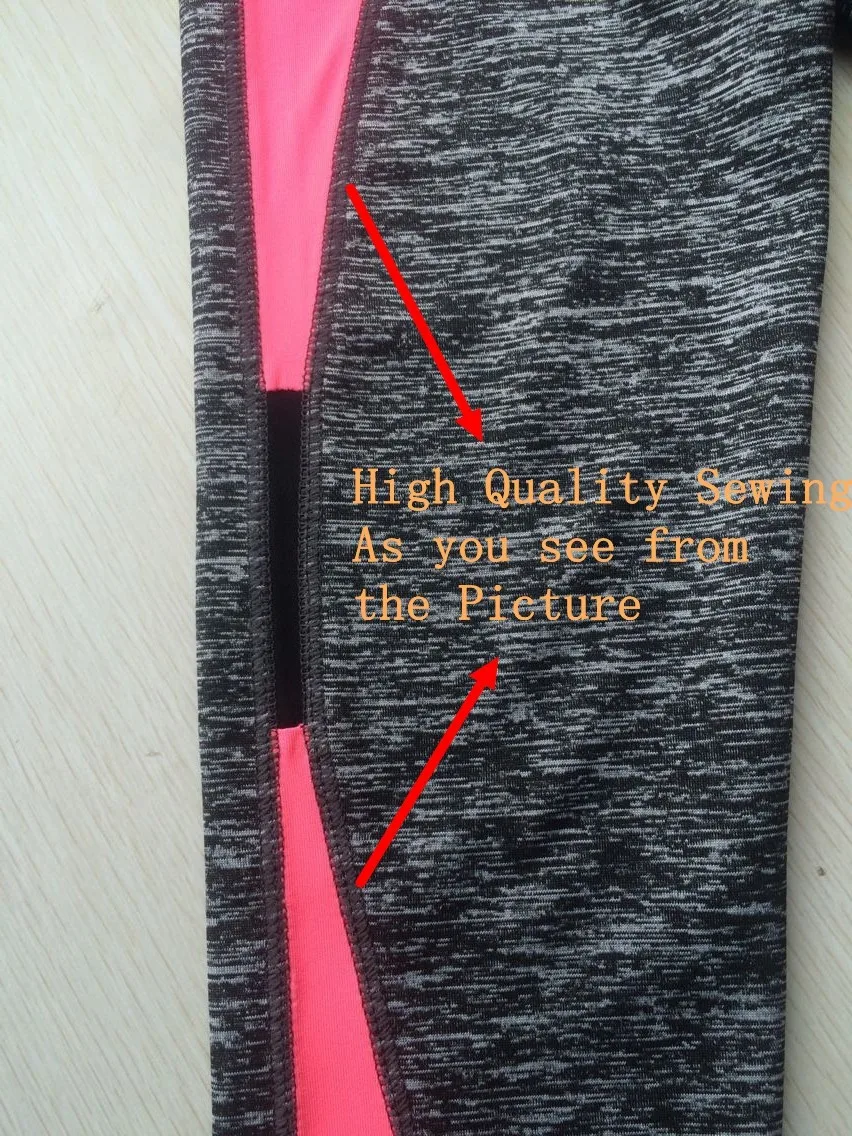 High Quality Sewing
As you see from
the Picture